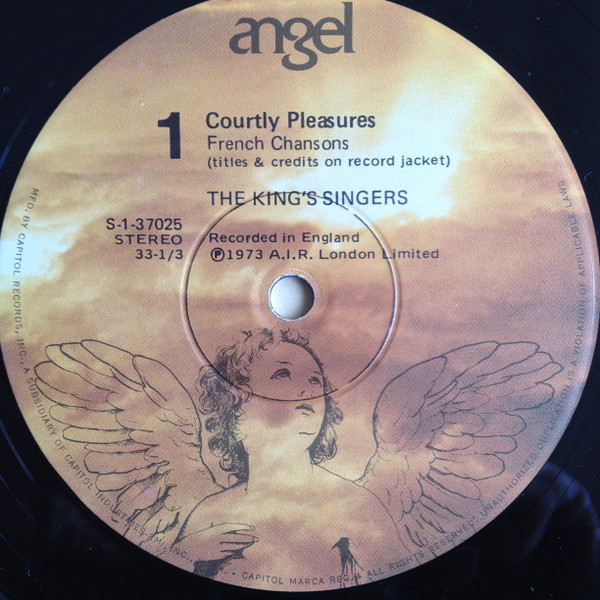 angel
1
Courtly Pleasures
French Chansons
(titles & credits on record jacket)
THE KING'S SINGERS
S-1-37025
STEREO
33-1/3
Recorded in England
℗1973 A.I.R. London Limited
MFD. BY CAPITOL RECORDS, INC., A SUBSIDIARY OF CAPITOL INDUSTRIES-EMI, INC., • CAPITOL MARCA REG. • ALL RIGHTS RESERVED. UNAUTHORIZED DUPLICATION IS A VIOLATION OF APPLICABLE LAWS.